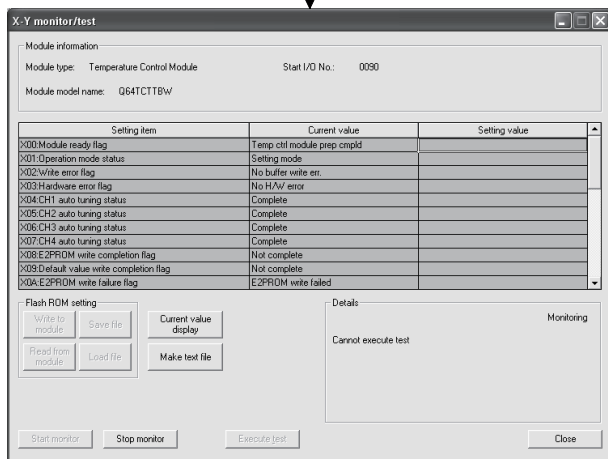 X-Y monitor/test
Module information
Module type: Temperature Control Module Start I/O No.: 0090
Module model name: Q64TCTTBW
Setting item Current value Setting value
X00:Module ready flag Temp ctrl module prep cmpld
X01:Operation mode status Setting mode
X02:Write error flag No buffer write err.
X03:Hardware error flag No H/W error
X04:CH1 auto tuning status Complete
X05:CH2 auto tuning status Complete
X06:CH3 auto tuning status Complete
X07:CH4 auto tuning status Complete
X08:E2PROM write completion flag Not complete
X09:Default value write completion flag Not complete
X0A:E2PROM write failure flag E2PROM write failed
Flash ROM setting Details
Write to module Save file Current value display Monitoring
Cannot execute test
Read from module Load file Make text file
Start monitor Stop monitor Execute test Close